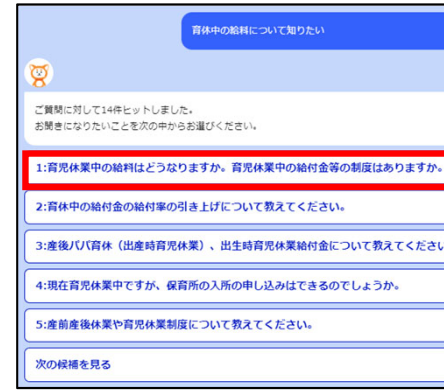 育休中の給料について知りたい
ご質問に対して14件ヒットしました。
お聞きになりたいことを次の中からお選びください。
1:育児休業中の給料はどうなりますか。育児休業中の給付金等の制度はありますか。
2:育休中の給付金の給付率の引き上げについて教えてください。
3:産後パパ育休（出産時育児休業）、出生時育児休業給付金について教えてくださ
4:現在育児休業中ですが、保育所の入所の申し込みはできるのでしょうか。
5:産前産後休業や育児休業制度について教えてください。
次の候補を見る